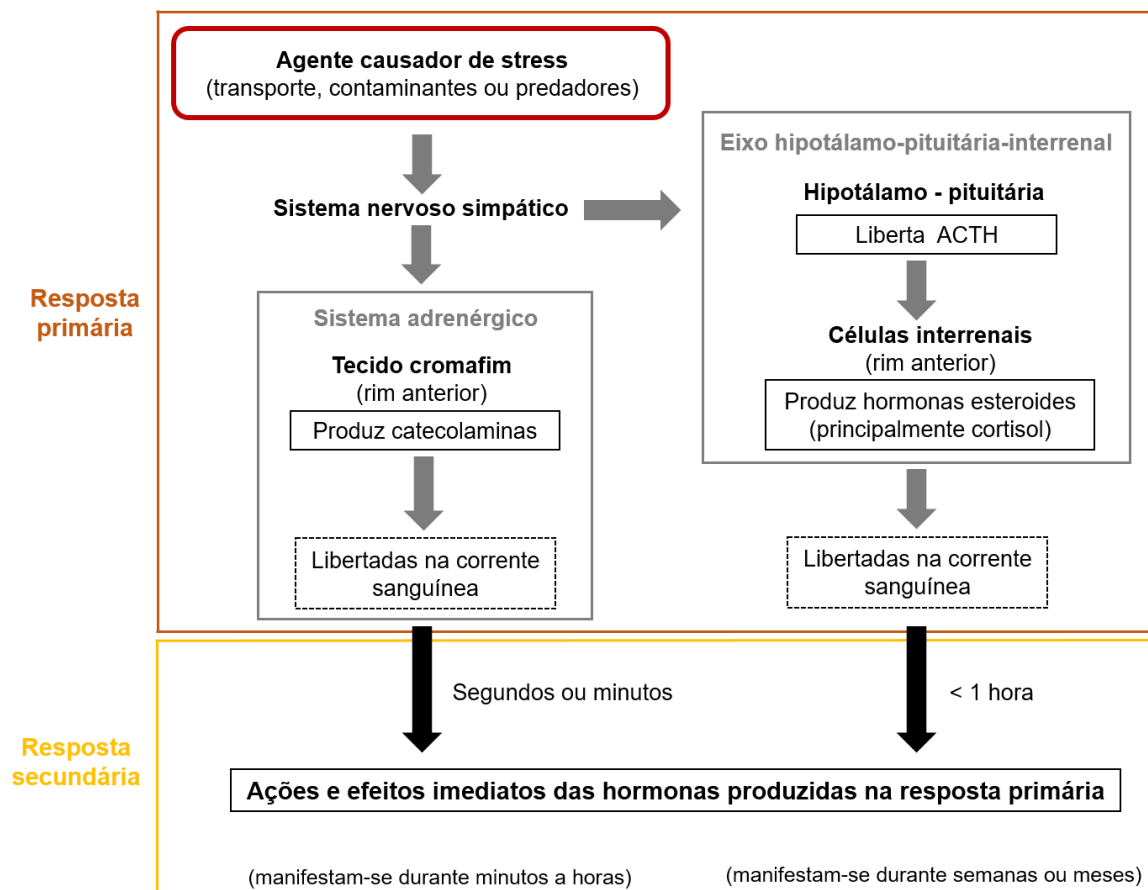 Agente causador de stress
(transporte, contaminantes ou predadores)
Eixo hipotálamo-pituitária-interrenal
Hipotálamo - pituitária
Sistema nervoso simpático
Liberta ACTH
Resposta
primária
Sistema adrenérgico
Tecido cromafim
(rim anterior)
Produz catecolaminas
Células interrenais
(rim anterior)
Produz hormonas esteroides
(principalmente cortisol)
Libertadas na corrente
sanguínea
Libertadas na corrente
sanguínea
Segundos ou minutos
< 1 hora
Resposta
secundária
Ações e efeitos imediatos das hormonas produzidas na resposta primária
(manifestam-se durante minutos a horas)
(manifestam-se durante semanas ou meses)